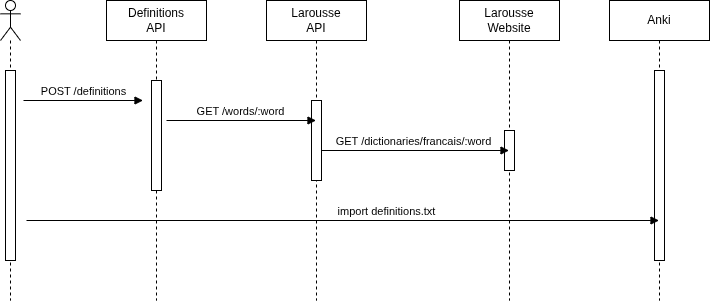 Definitions
API
Larousse
API
Larousse
Website
Anki
POST /definitions
GET /words/:word
GET /dictionaries/francais/:word
import definitions.txt